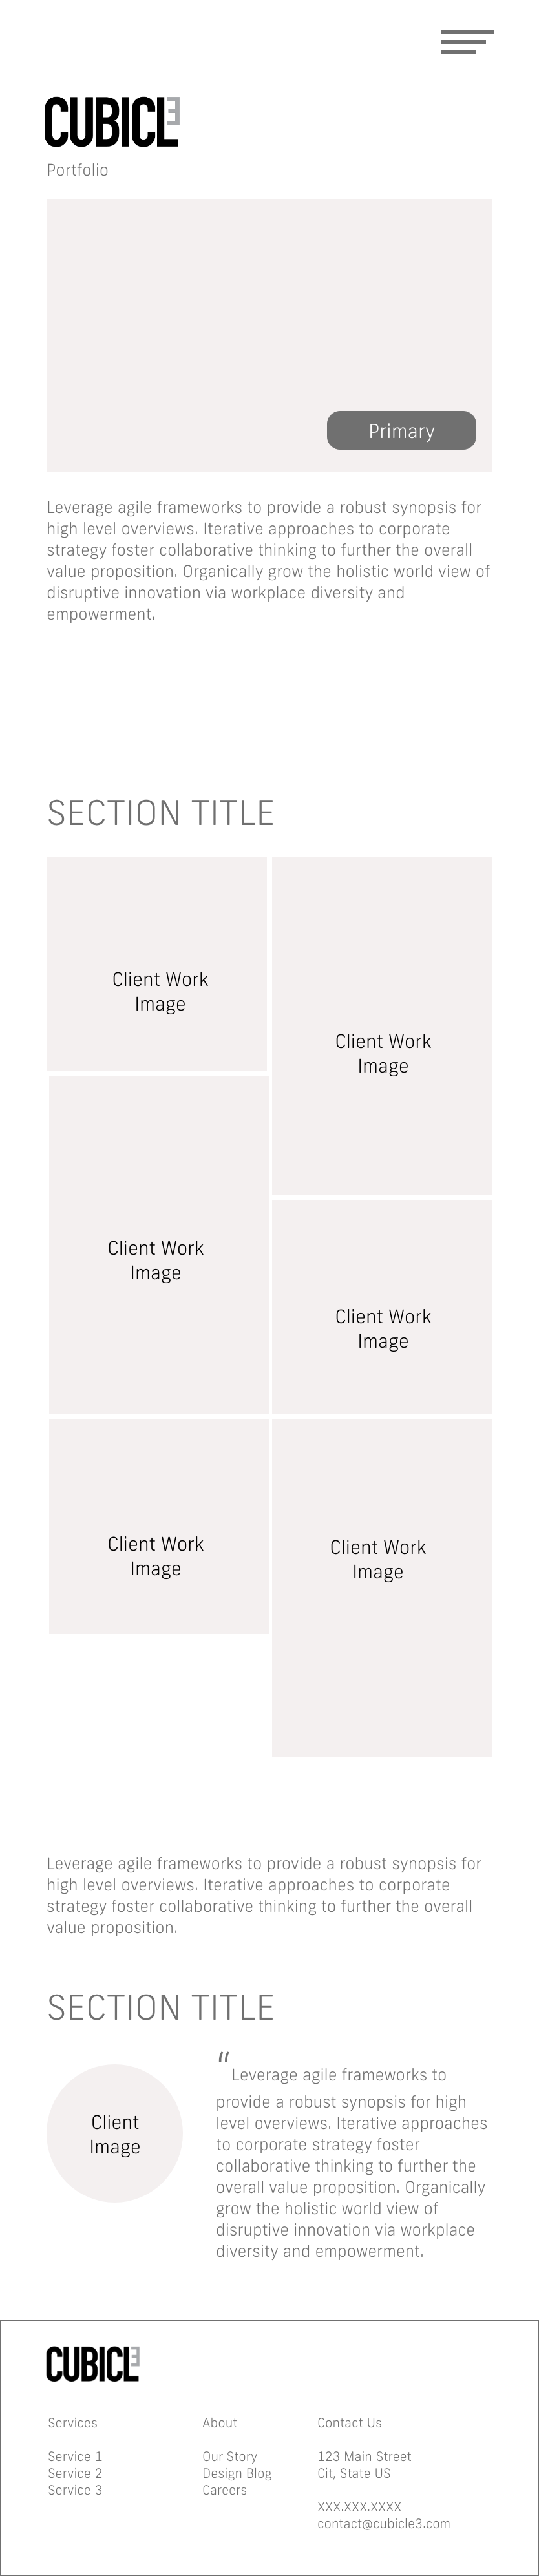 CUBICL3
Portfolio
Primary
Leverage agile frameworks to provide a robust synopsis for
high level overviews. Iterative approaches to corporate
strategy foster collaborative thinking to further the overall
value proposition. Organically grow the holistic world view of
disruptive innovation via workplace diversity and
empowerment.
SECTION TITLE
Client Work
Image
Client Work
Image
Client Work
Image
Client Work
Image
Client Work
Image
Client Work
Image
Leverage agile frameworks to provide a robust synopsis for
high level overviews. Iterative approaches to corporate
strategy foster collaborative thinking to further the overall
value proposition.
SECTION TITLE
Client
Image
“Leverage agile frameworks to
provide a robust synopsis for high
level overviews. Iterative approaches
to corporate strategy foster
collaborative thinking to further the
overall value proposition. Organically
grow the holistic world view of
disruptive innovation via workplace
diversity and empowerment.
CUBICL3
Services
Service 1
Service 2
Service 3
About
Our Story
Design Blog
Careers
Contact Us
123 Main Street
Cit, State US
XXX.XXX.XXXX
contact@cubicle3.com